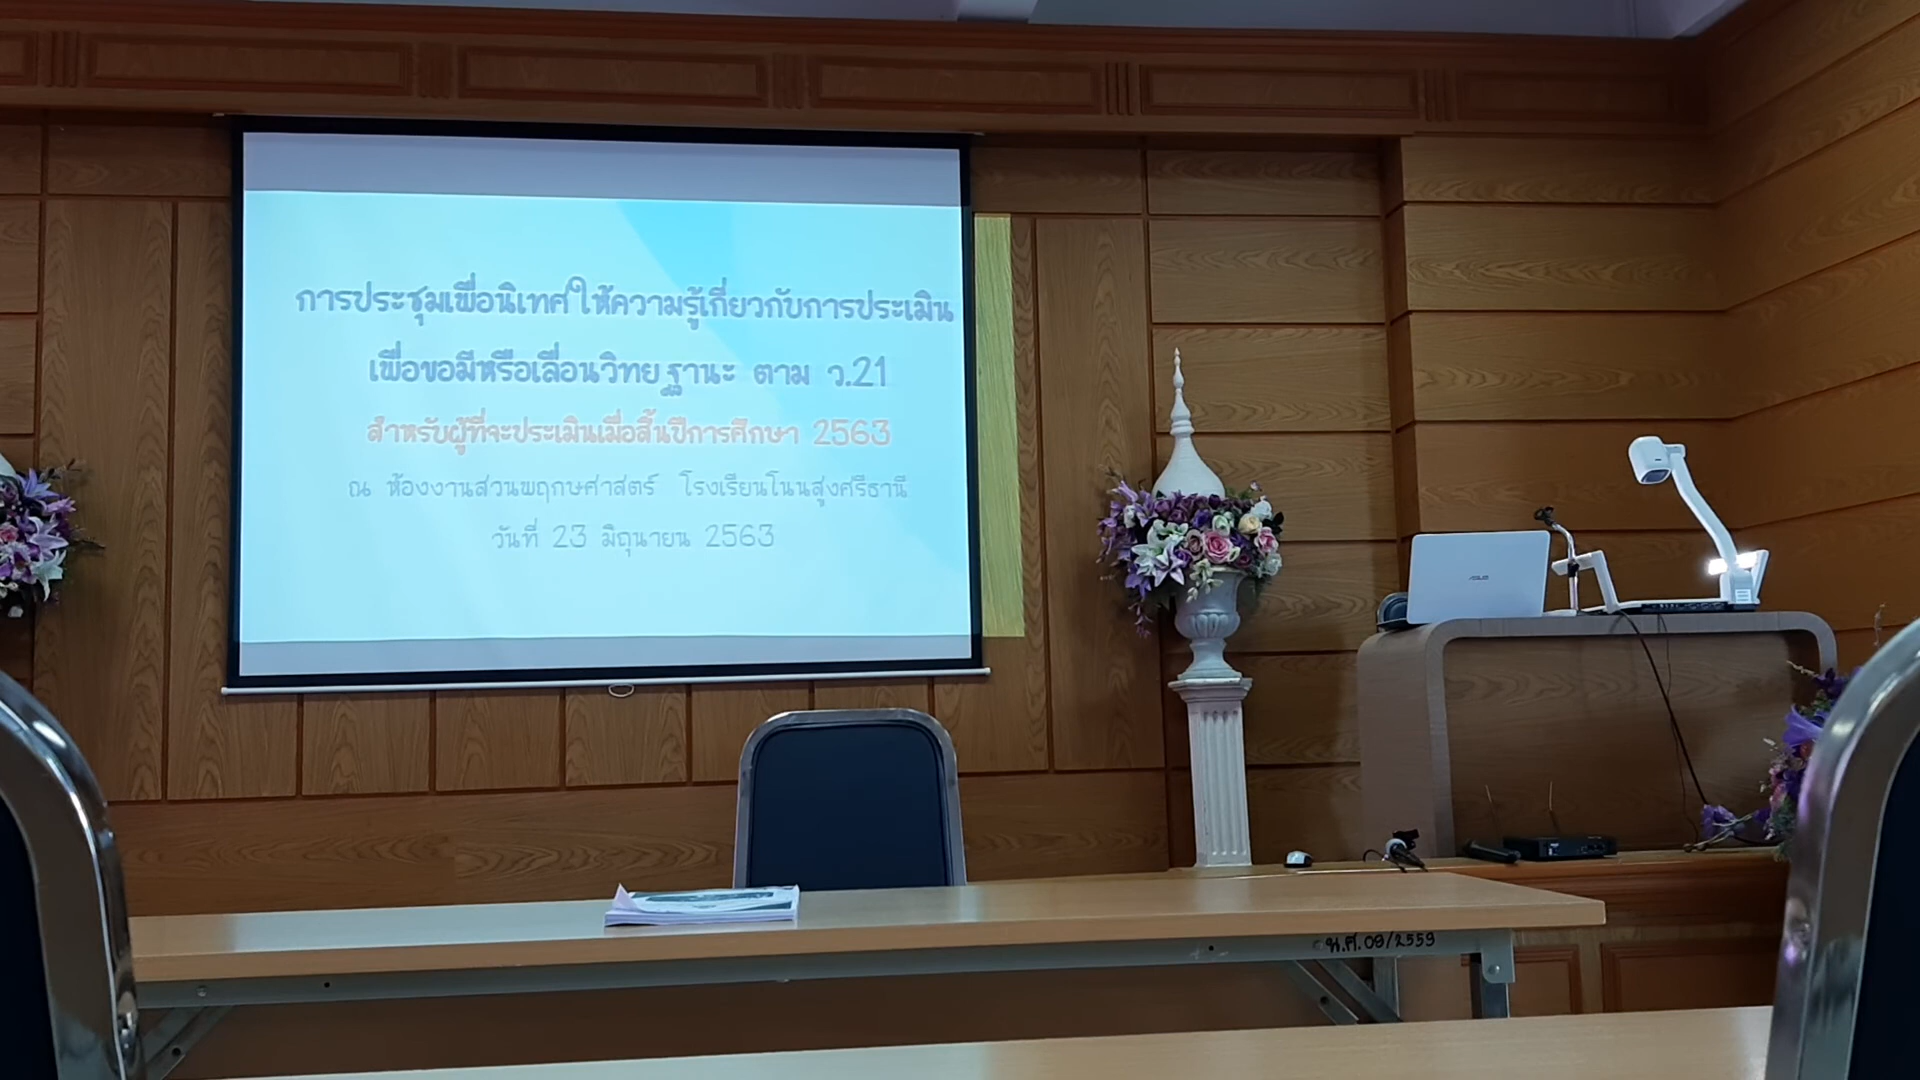 การประชุมเพื่อนิเทศให้ความรู้เกี่ยวกับการประเมิน
เพื่อขอมีหรือเลื่อนวิทยฐานะ ตาม ว.21
สำหรับผู้ที่จะประเมินเมื่อสิ้นปีการศึกษา 2563
ณ ห้องงานสวนพฤกษศาสตร์ โรงเรียนโนนสูงศรีธานี
วันที่ 23 มิถุนายน 2563
ASUS
น.ศ. 09/2559